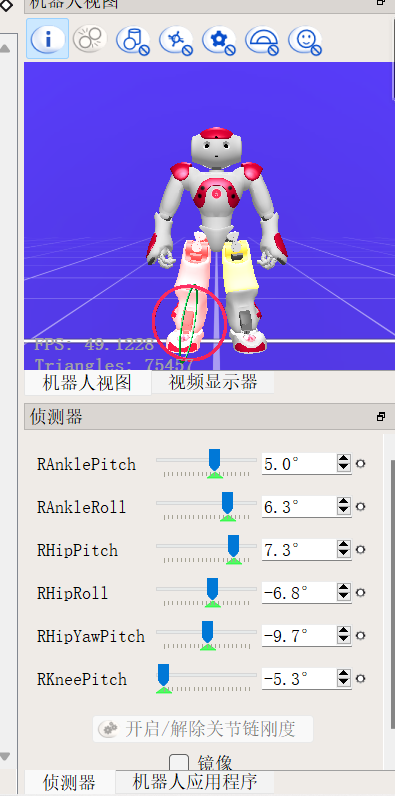 机器人视图
FPS: 49.1228
Triangles: 75457
机器人视图 视频显示器
侦测器
RAnklePitch 5.0°
RAnkleRoll 6.3°
RHipPitch 7.3°
RHipRoll -6.8°
RHipYawPitch -9.7°
RKneePitch -5.3°
开启/解除关节链刚度
镜像
侦测器 机器人应用程序